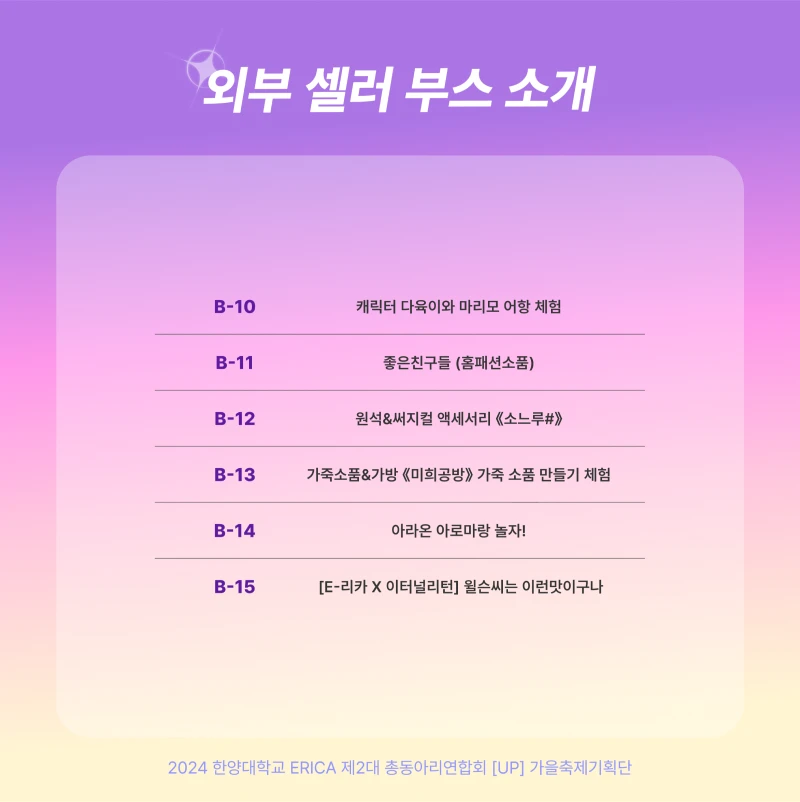 외부 셀러 부스 소개
B-10 캐릭터 다육이와 마리모 어항 체험
B-11 좋은친구들 (홈패션소품)
B-12 원석&써지컬 액세서리 《소느루#》
B-13 가죽소품&가방 《미희공방》 가죽 소품 만들기 체험
B-14 아라온 아로마랑 놀자!
B-15 [E-리카 X 이터널리턴] 윌슨씨는 이런맛이구나
2024 한양대학교 ERICA 제2대 총동아리연합회 [UP] 가을축제기획단